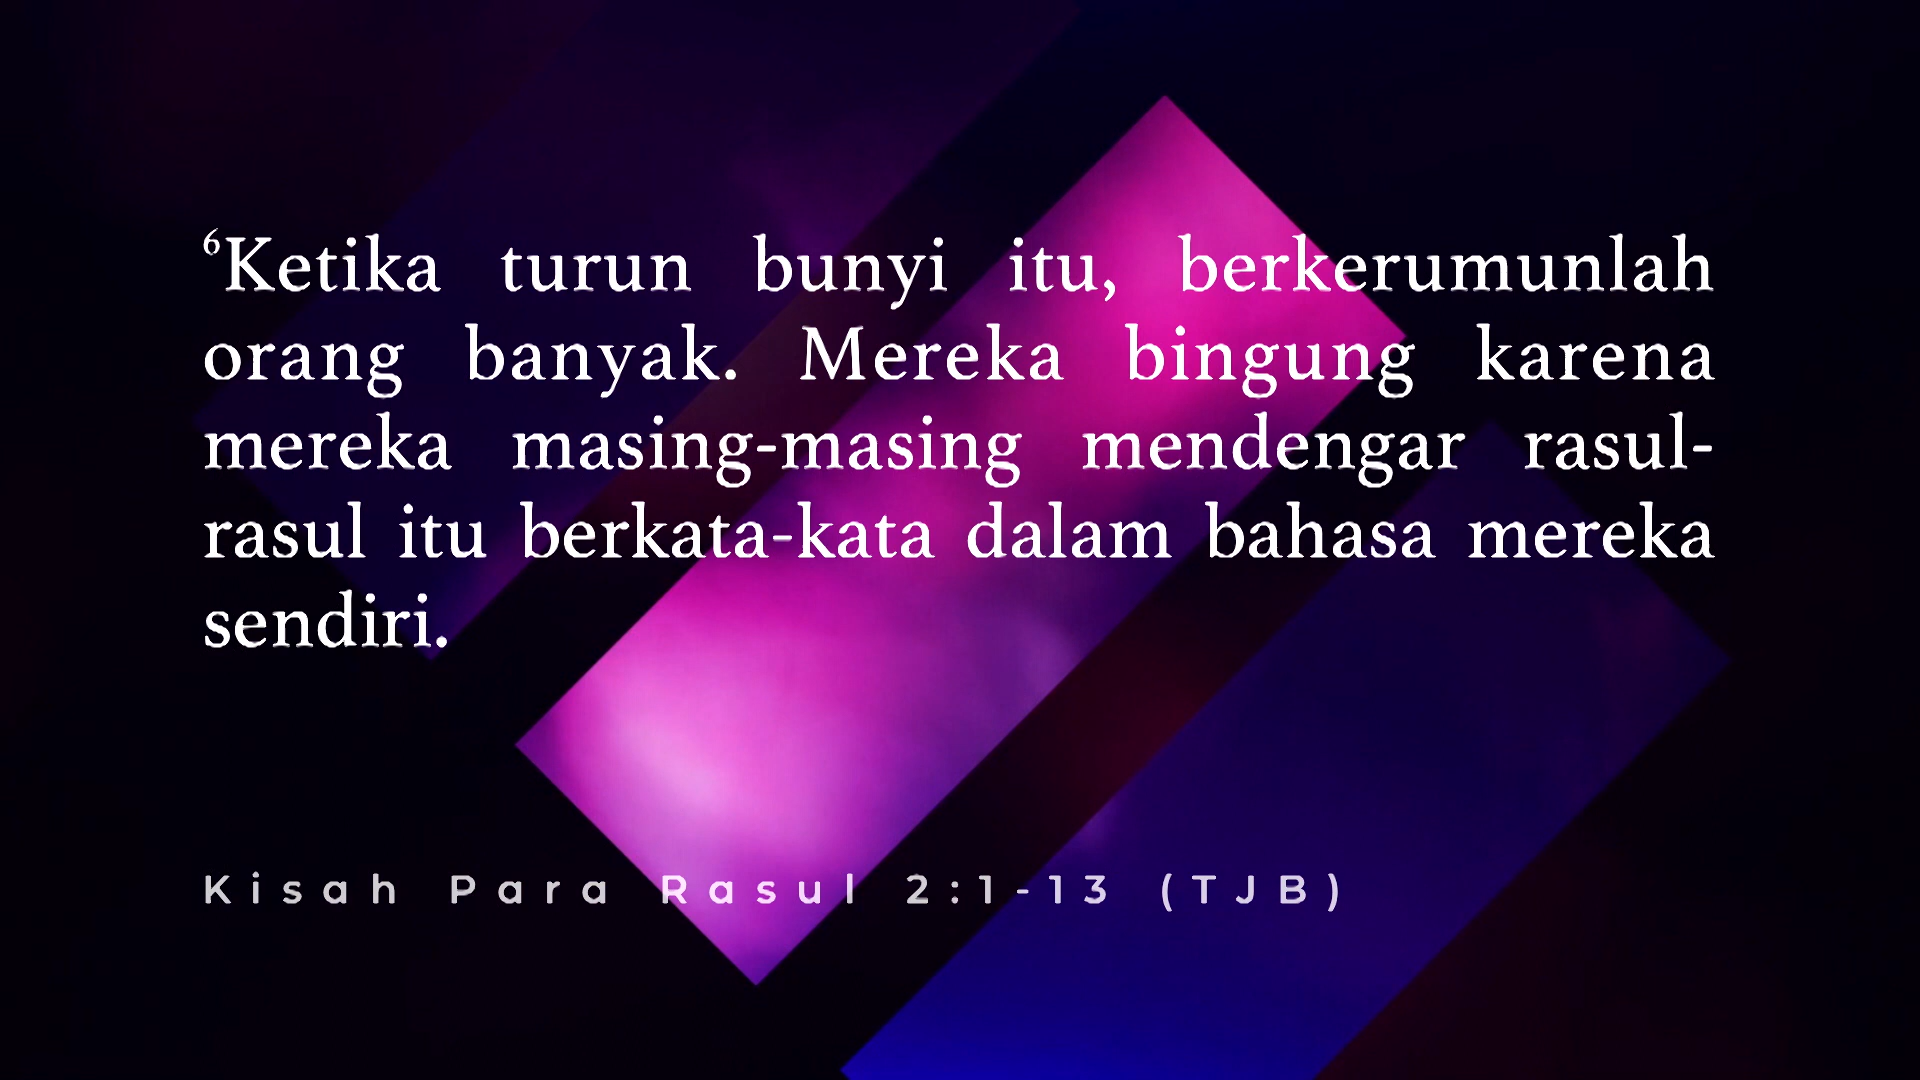 ⁶Ketika turun bunyi itu, berkerumunlah
orang banyak. Mereka bingung karena
mereka masing-masing mendengar rasul-
rasul itu berkata-kata dalam bahasa mereka
sendiri.
Kisah Para Rasul 2:1-13 (TJB)